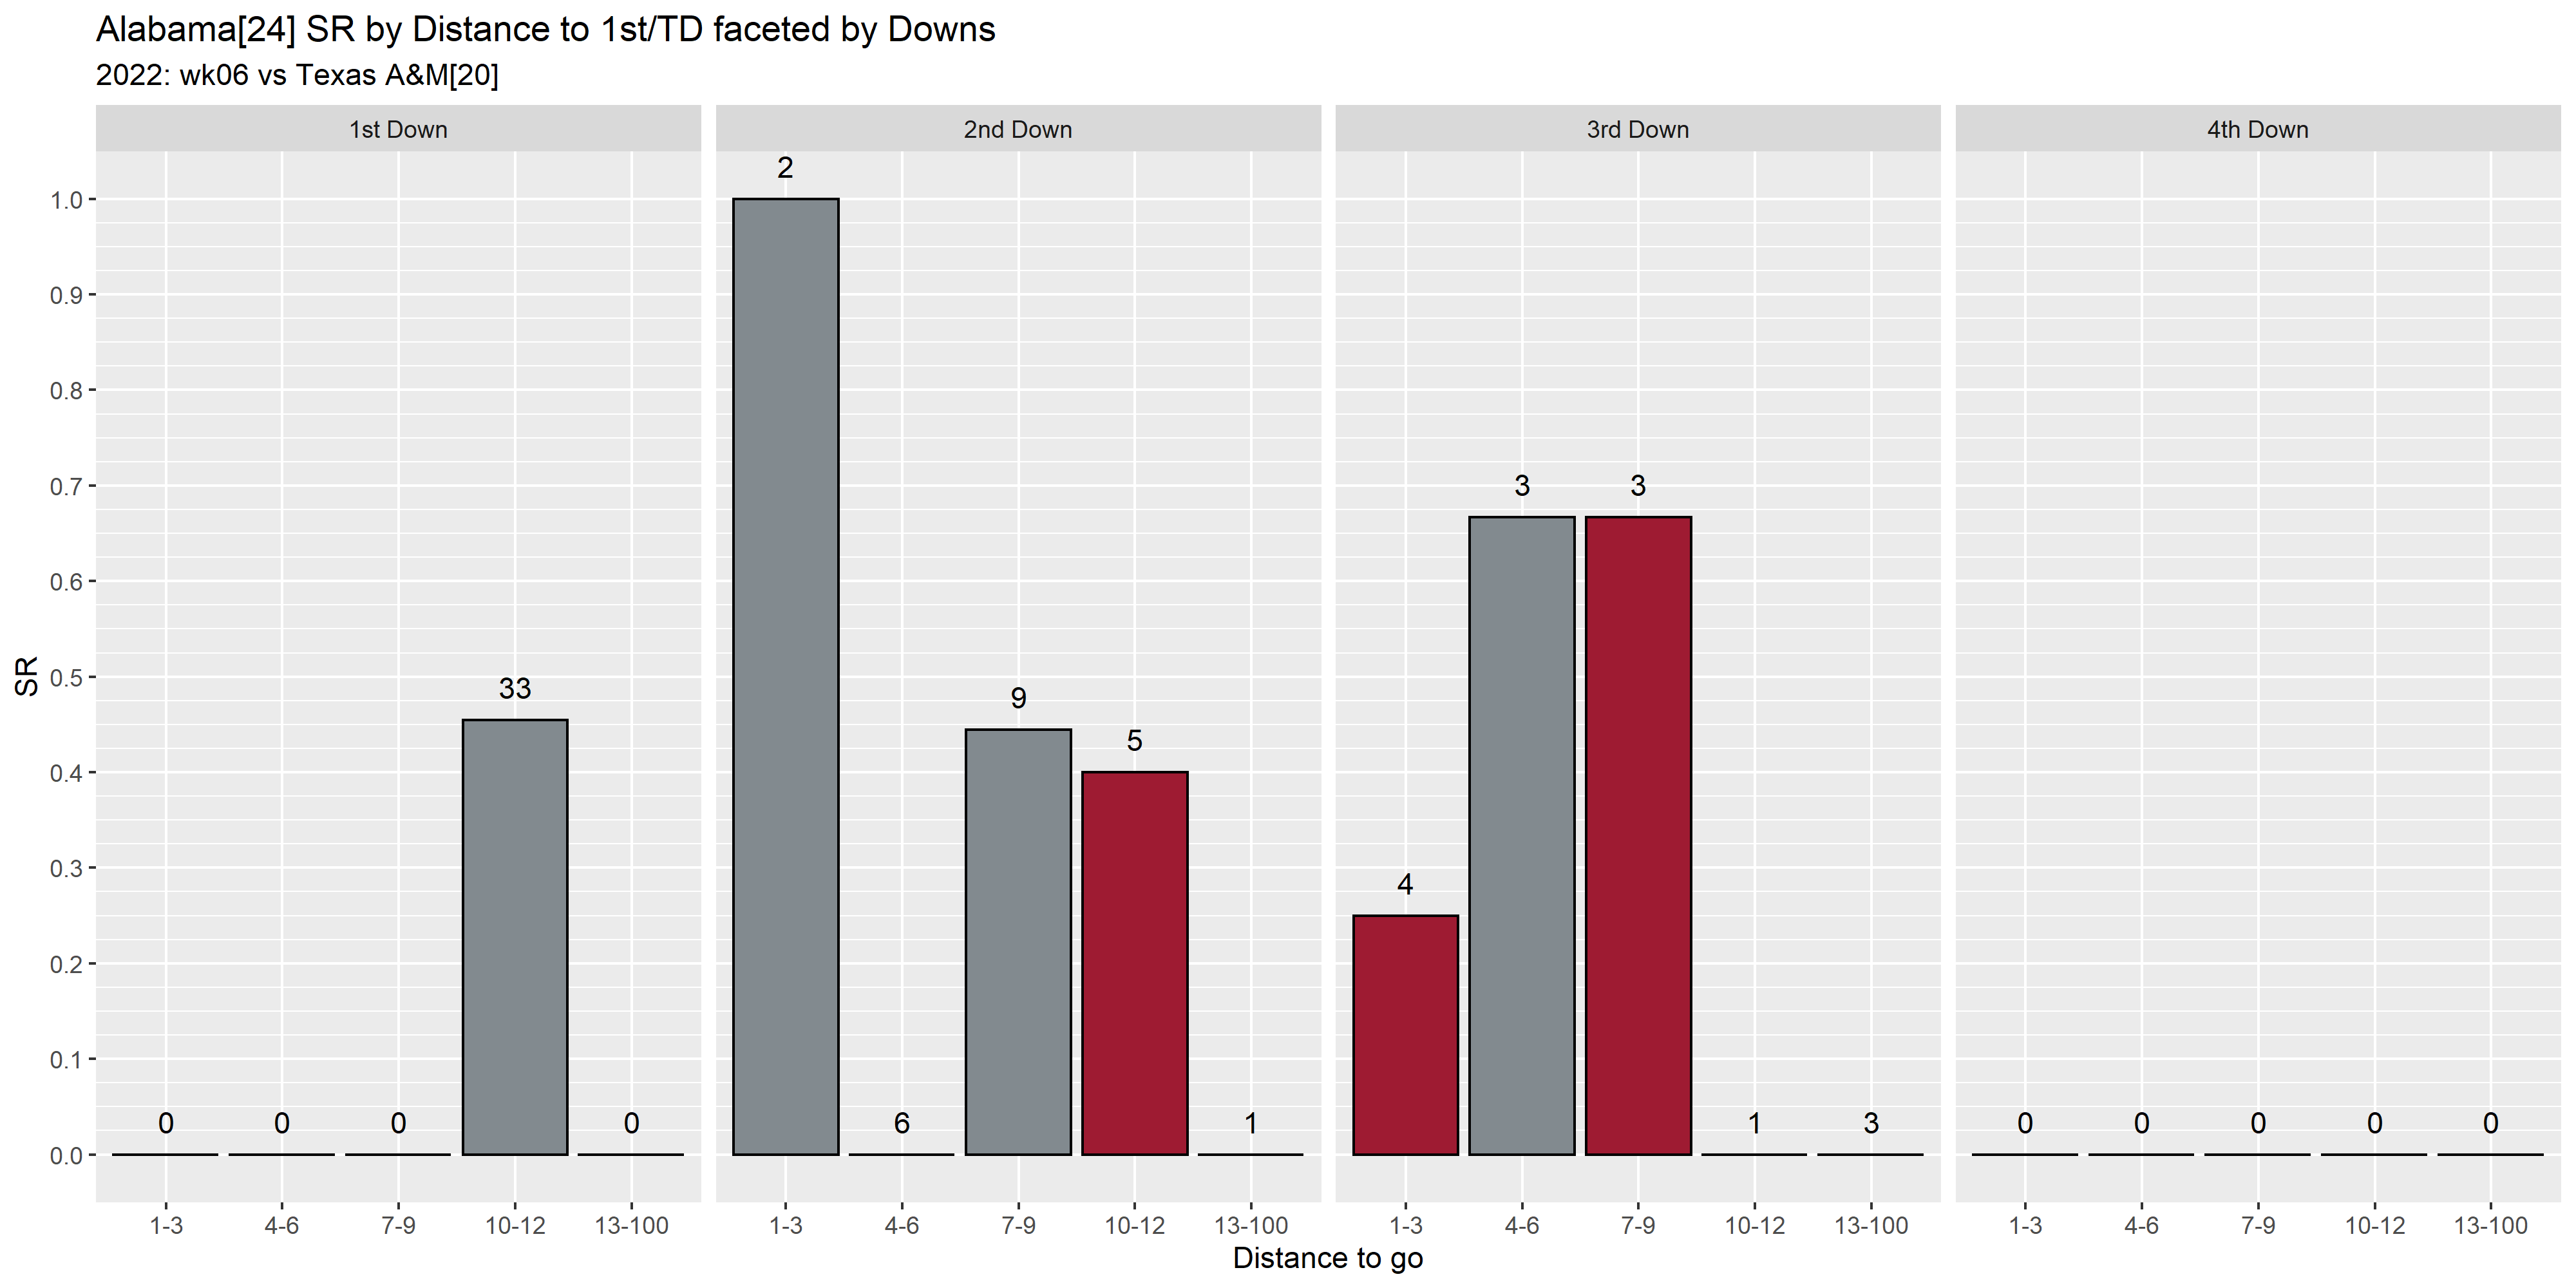 Alabama[24] SR by Distance to 1st/TD faceted by Downs
2022: wk06 vs Texas A&M[20]
1st Down 2nd Down 3rd Down 4th Down
SR
1.0
0.9
0.8
0.7
0.6
0.5
0.4
0.3
0.2
0.1
0.0
0 0 0 33 0
2 6 9 5 1
4 3 3 1 3
0 0 0 0 0
1-3 4-6 7-9 10-12 13-100 1-3 4-6 7-9 10-12 13-100 1-3 4-6 7-9 10-12 13-100 1-3 4-6 7-9 10-12 13-100
Distance to go